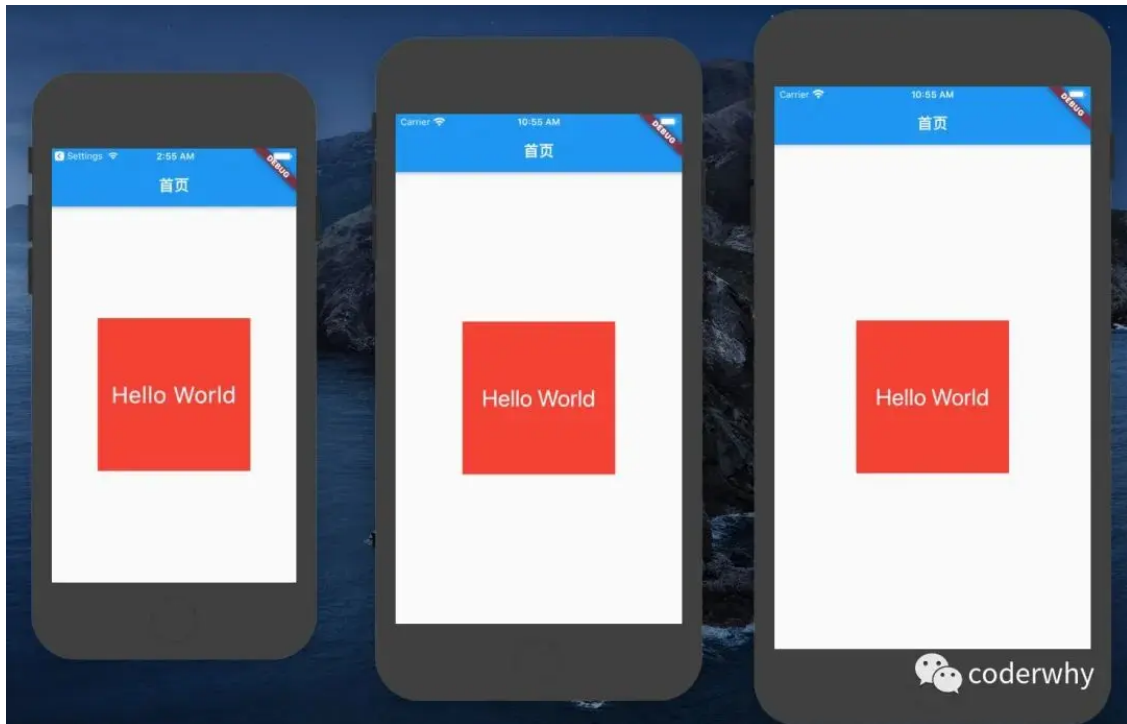 Settings 2:55 AM
DEBUG
首页
Hello World
Carrier 10:55 AM
DEBUG
首页
Hello World
Carrier 10:55 AM
DEBUG
首页
Hello World
coderwhy